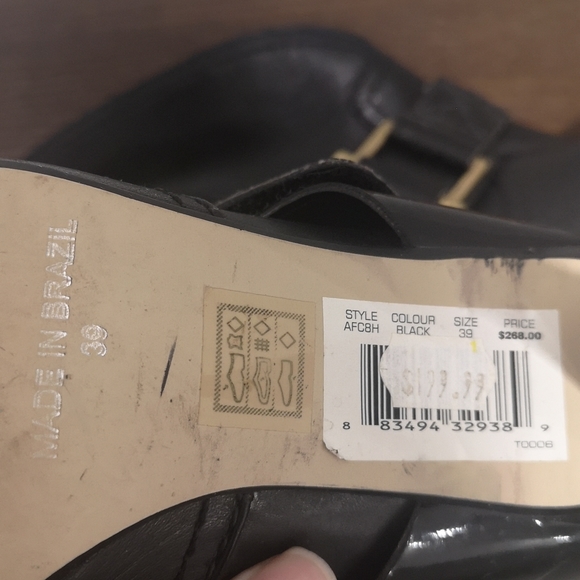 MADE IN BRAZIL
39
STYLE COLOUR SIZE PRICE
AFC8H BLACK 39 $268.00
$199.99
8 83494 32938 9
T0006